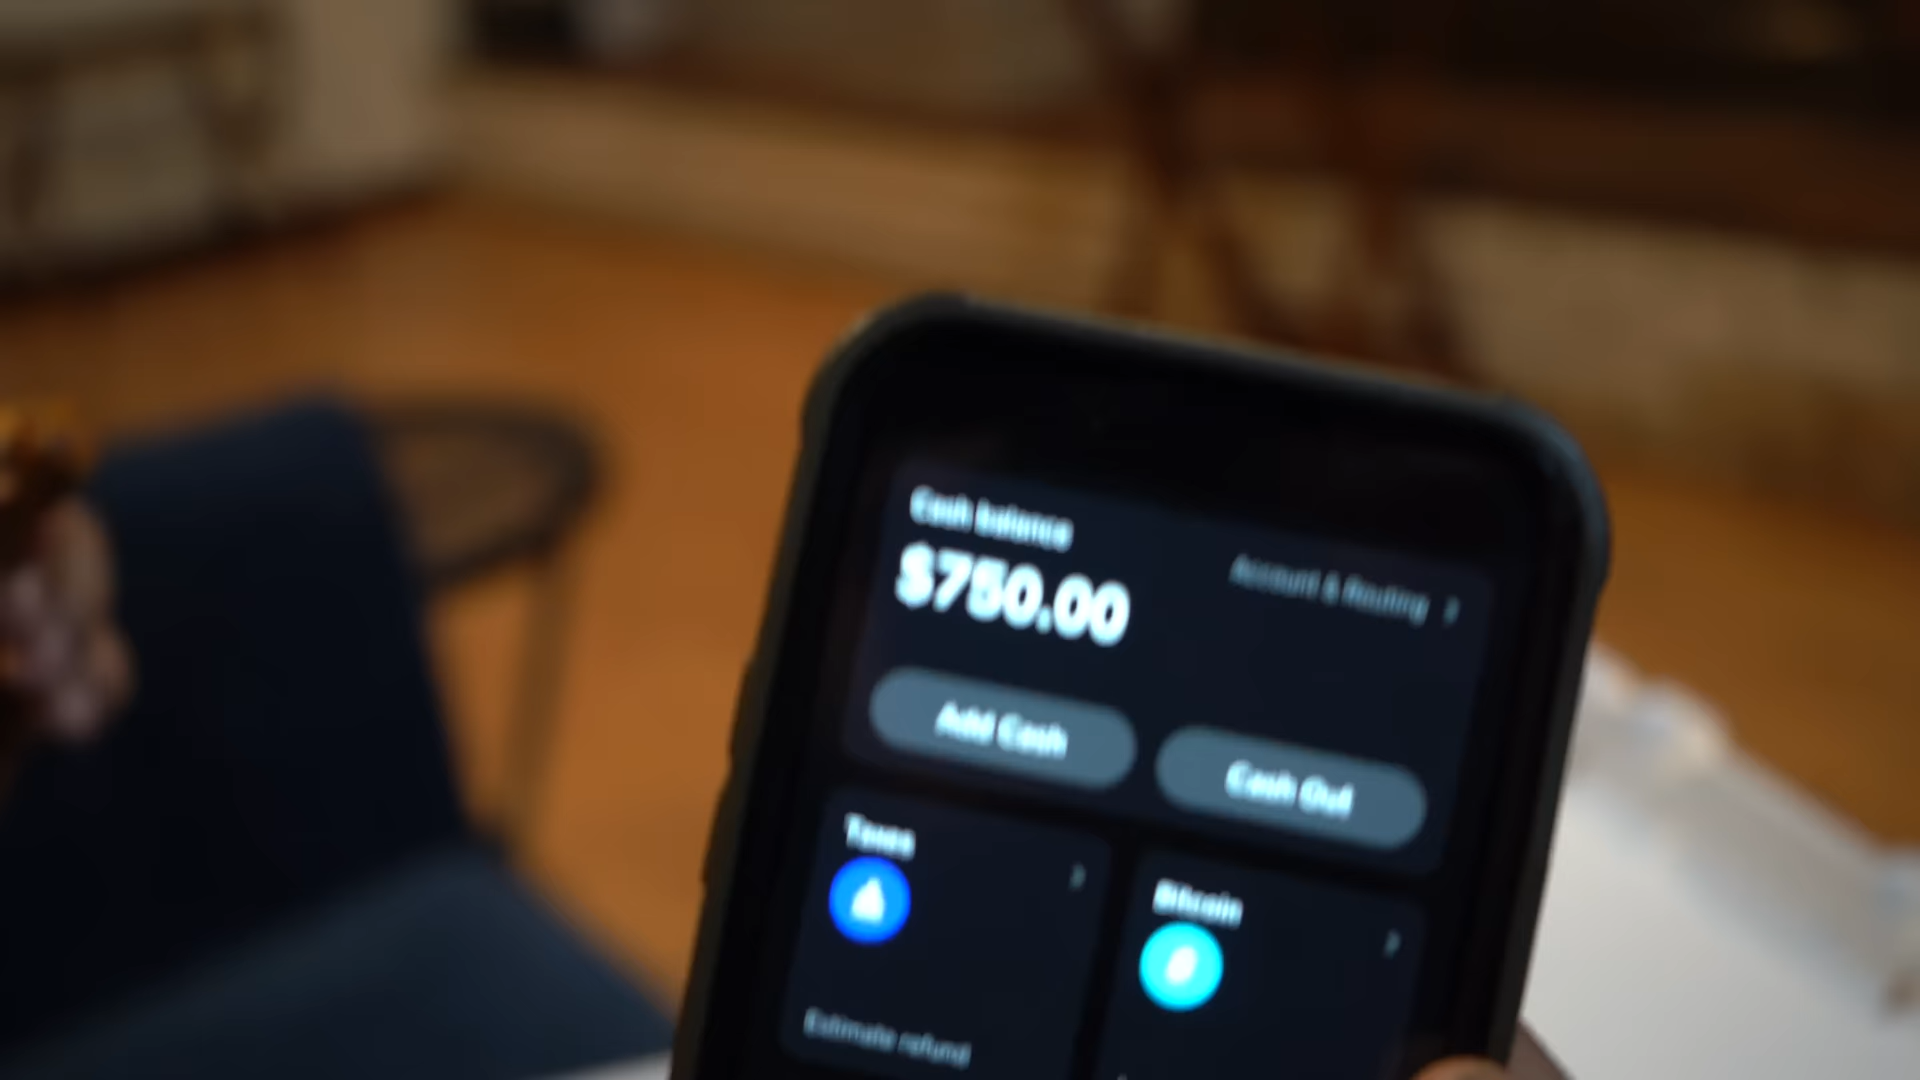 Cash balance
$750.00
Account & Routing
Add Cash
Cash Out
Taxes
Bitcoin
Estimate refund